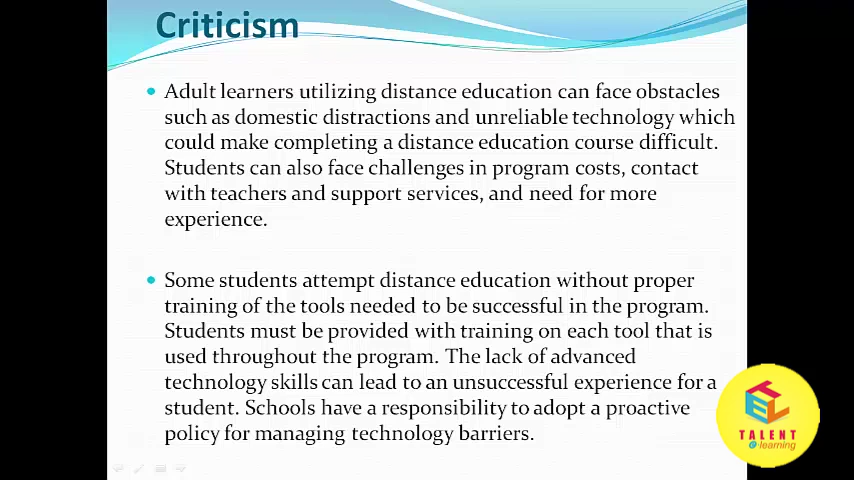 Criticism
Adult learners utilizing distance education can face obstacles
such as domestic distractions and unreliable technology which
could make completing a distance education course difficult.
Students can also face challenges in program costs, contact
with teachers and support services, and need for more
experience.
Some students attempt distance education without proper
training of the tools needed to be successful in the program.
Students must be provided with training on each tool that is
used throughout the program. The lack of advanced
technology skills can lead to an unsuccessful experience for a
student. Schools have a responsibility to adopt a proactive
policy for managing technology barriers.
TEL
TALENT
e-learning